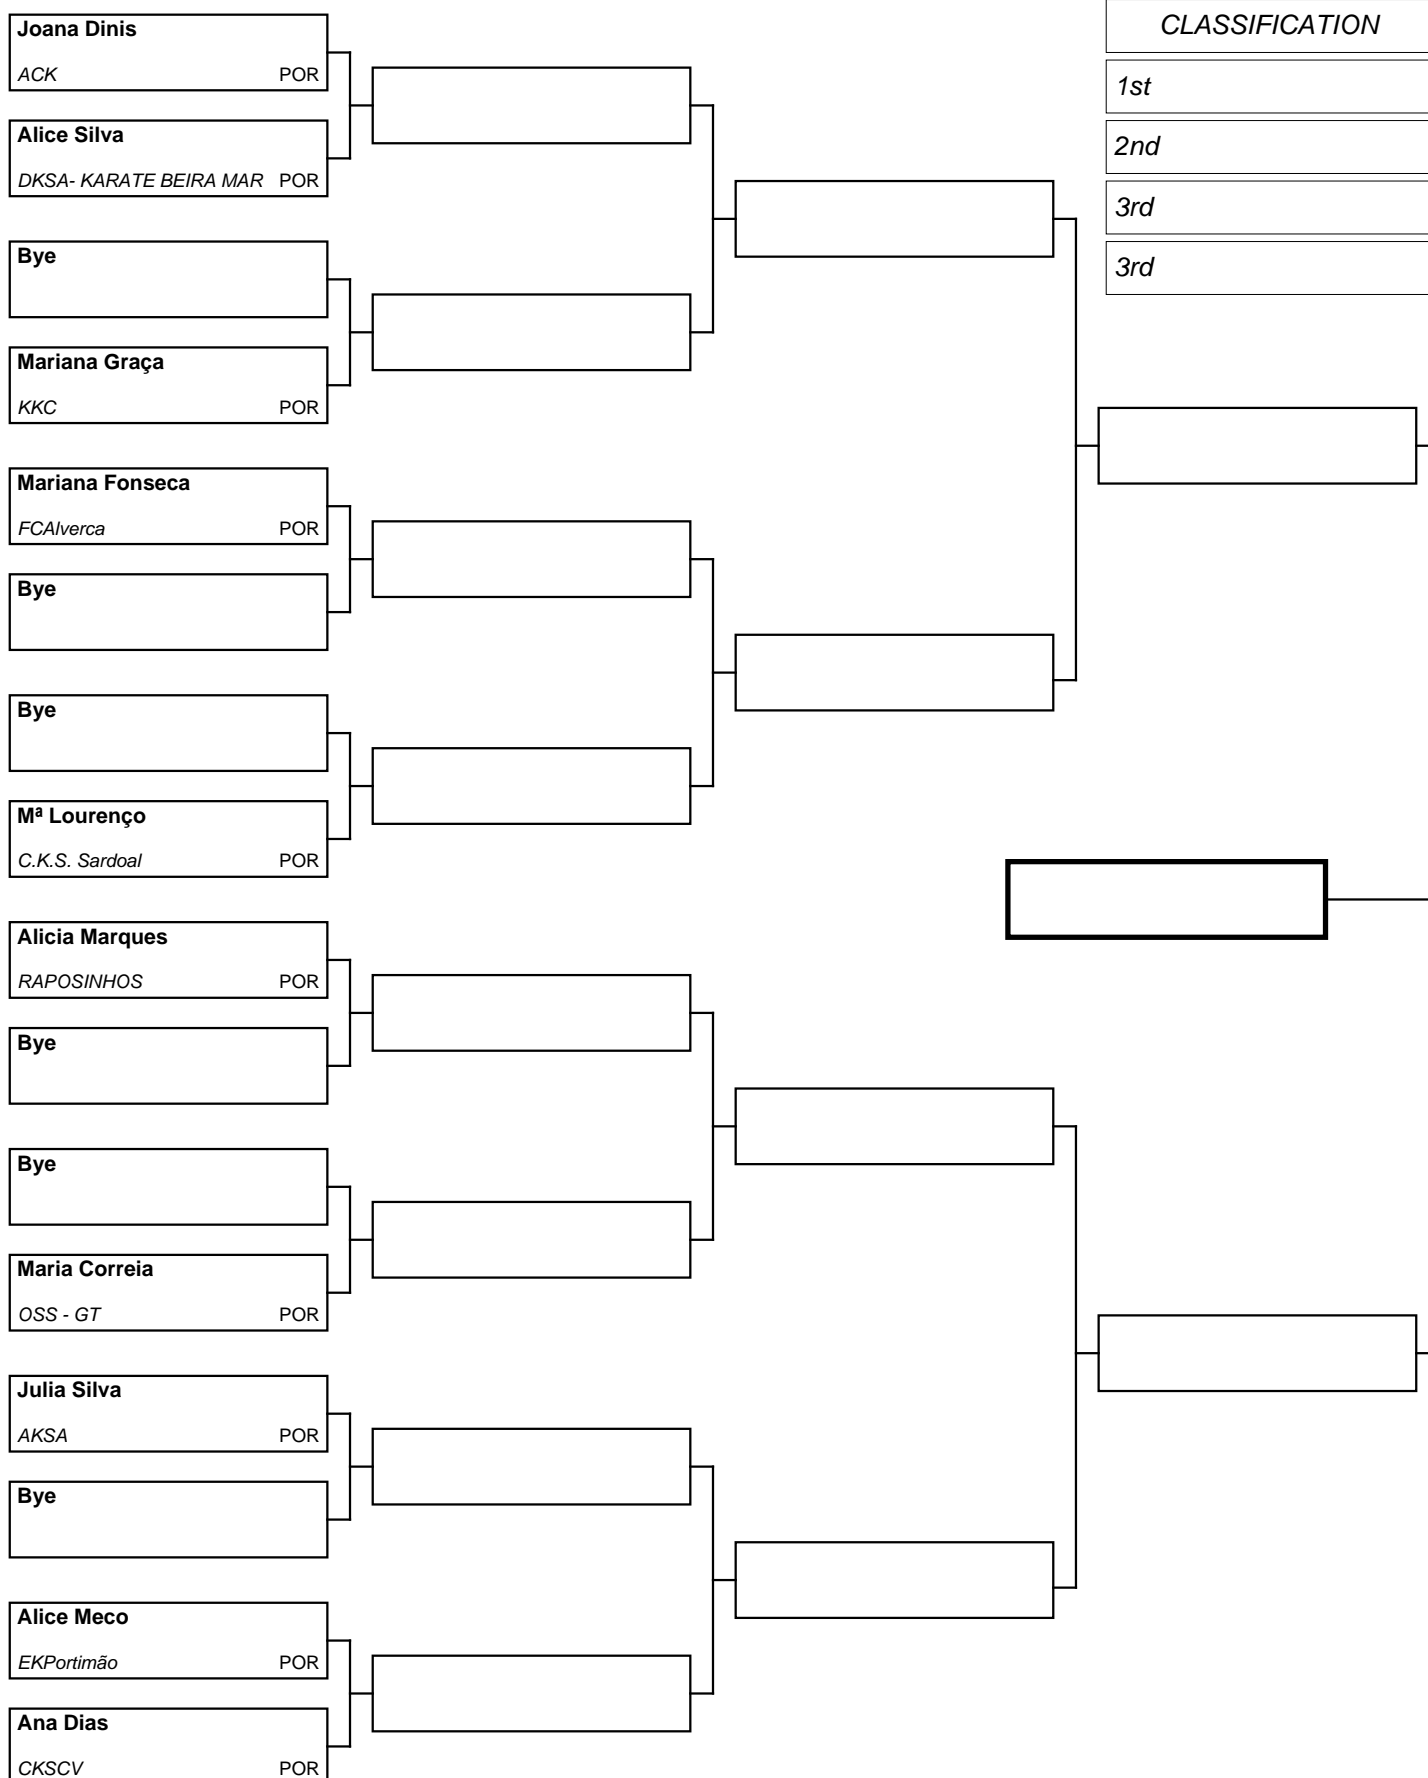 Joana Dinis
ACK POR
Alice Silva
DKSA- KARATE BEIRA MAR POR
Bye
Mariana Graça
KKC POR
Mariana Fonseca
FCAlverca POR
Bye
Bye
Mª Lourenço
C.K.S. Sardoal POR
Alicia Marques
RAPOSINHOS POR
Bye
Bye
Maria Correia
OSS - GT POR
Julia Silva
AKSA POR
Bye
Alice Meco
EKPortimão POR
Ana Dias
CKSCV POR
CLASSIFICATION
1st
2nd
3rd
3rd